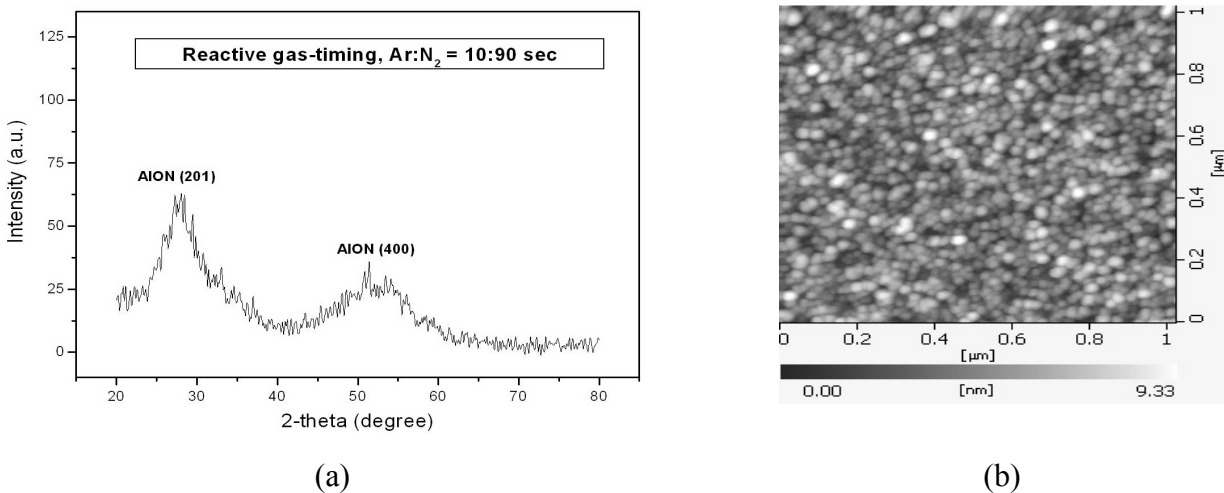 125
100
75
50
25
0
Intensity (a.u.)
Reactive gas-timing, Ar:N₂ = 10:90 sec
AlON (201)
AlON (400)
20 30 40 50 60 70 80
2-theta (degree)
(a)
1
0.8
0.6
0.4
0.2
0
[µm]
0 0.2 0.4 0.6 0.8 1
[µm]
0.00 [nm] 9.33
(b)